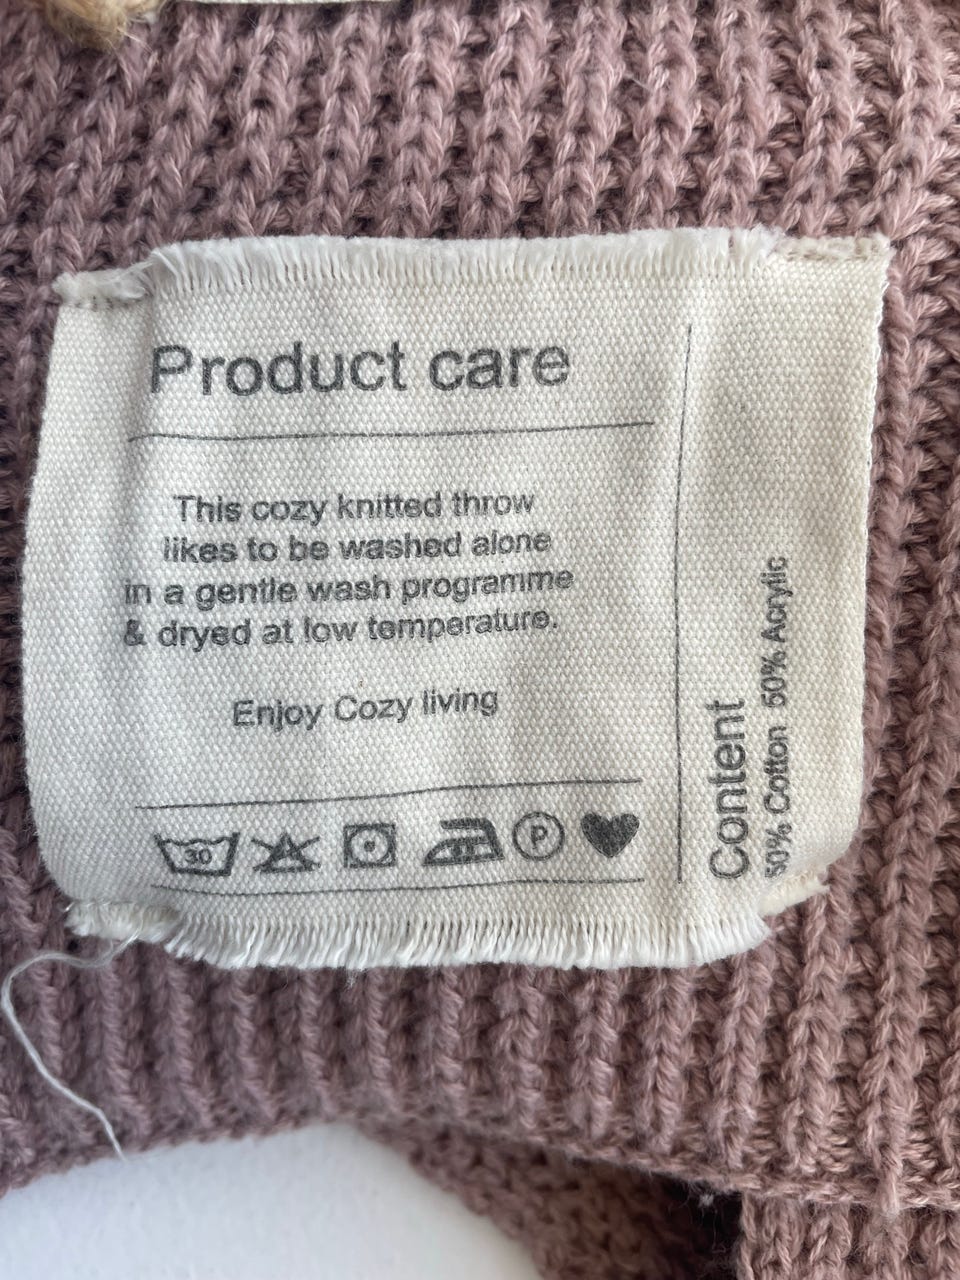 Product care
This cozy knitted throw
likes to be washed alone
in a gentle wash programme
& dryed at low temperature.
Enjoy Cozy living
30
P
Content
50% Cotton 50% Acrylic